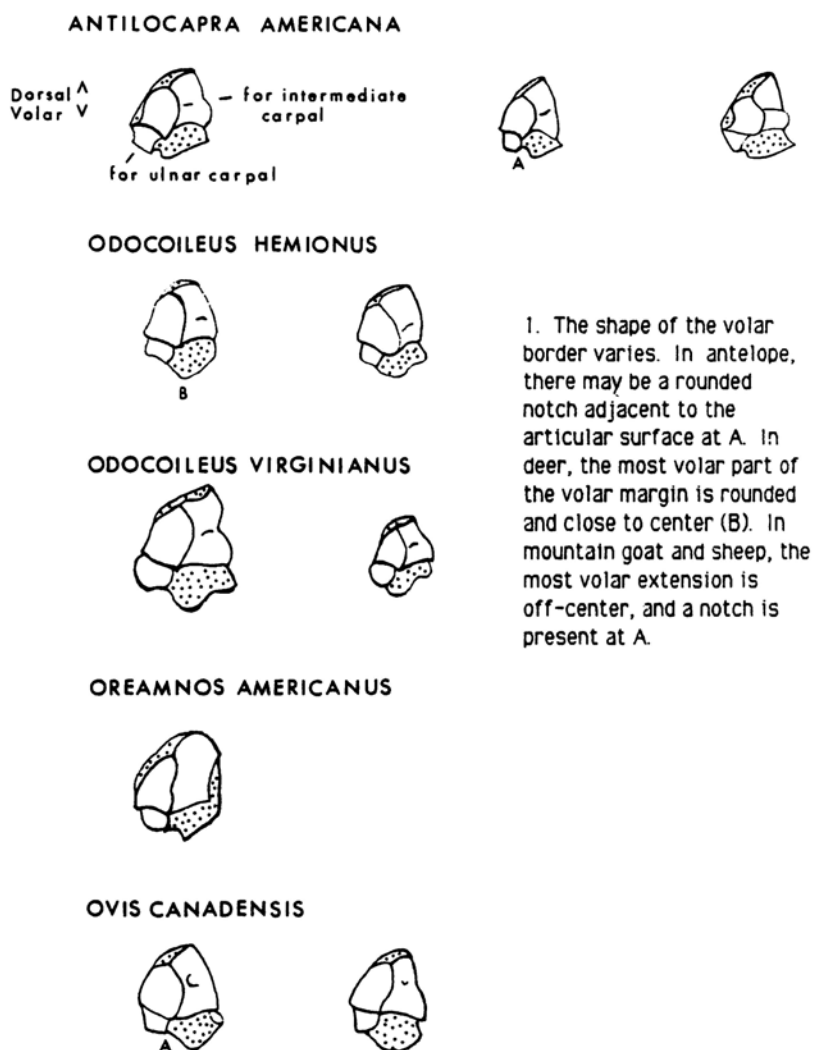 ANTILOCAPRA AMERICANA
Dorsal ^
Volar v
for intermediate
carpal
for ulnar carpal
A
ODOCOILEUS HEMIONUS
B
1. The shape of the volar
border varies. In antelope,
there may be a rounded
notch adjacent to the
articular surface at A. In
deer, the most volar part of
the volar margin is rounded
and close to center (B). In
mountain goat and sheep, the
most volar extension is
off-center, and a notch is
present at A.
ODOCOILEUS VIRGINIANUS
OREAMNOS AMERICANUS
OVIS CANADENSIS
A